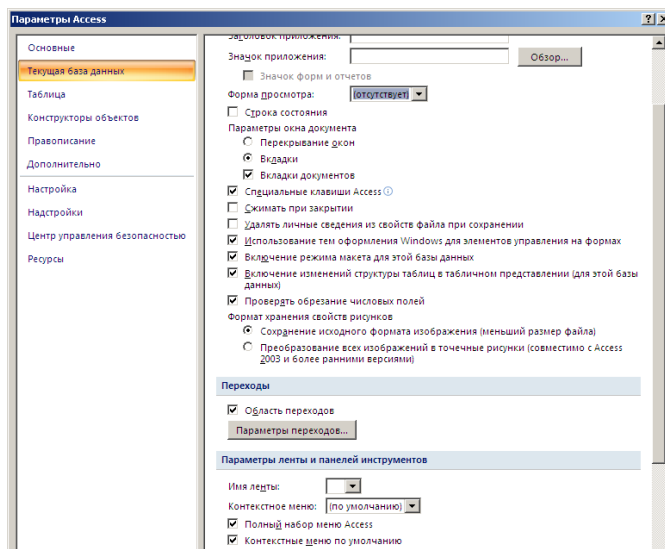 Параметры Access
Основные
Текущая база данных
Таблица
Конструкторы объектов
Правописание
Дополнительно
Настройка
Надстройки
Центр управления безопасностью
Ресурсы
Заголовок приложения:
Значок приложения:
Обзор...
Значок форм и отчетов
Форма просмотра:
(отсутствует)
Строка состояния
Параметры окна документа
Перекрывание окон
Вкладки
Вкладки документов
Специальные клавиши Access
Сжимать при закрытии
Удалять личные сведения из свойств файла при сохранении
Использование тем оформления Windows для элементов управления на формах
Включение режима макета для этой базы данных
Включение изменений структуры таблиц в табличном представлении (для этой базы
данных)
Проверять обрезание числовых полей
Формат хранения свойств рисунков
Сохранение исходного формата изображения (меньший размер файла)
Преобразование всех изображений в точечные рисунки (совместимо с Access
2003 и более ранними версиями)
Переходы
Область переходов
Параметры переходов...
Параметры ленты и панелей инструментов
Имя ленты:
Контекстное меню:
(по умолчанию)
Полный набор меню Access
Контекстные меню по умолчанию